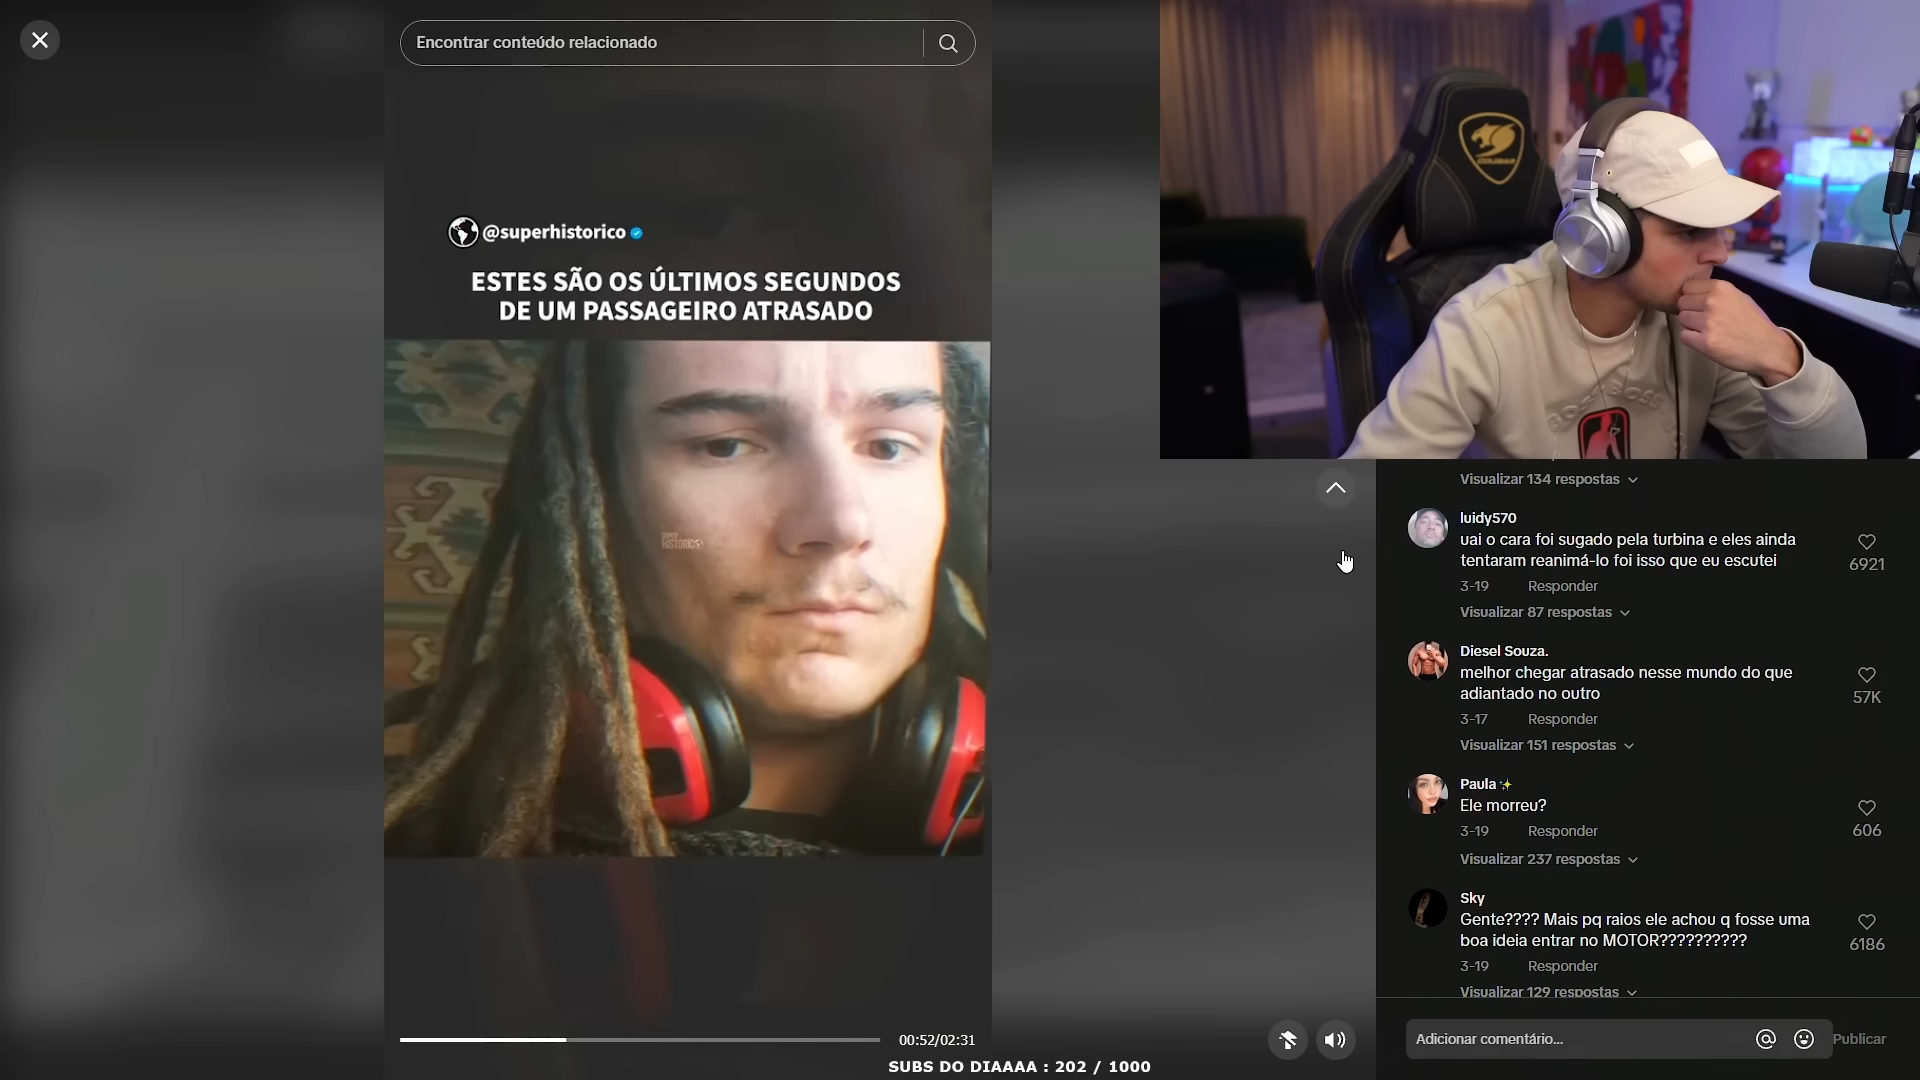 Encontrar conteúdo relacionado
@superhistorico
ESTES SÃO OS ÚLTIMOS SEGUNDOS
DE UM PASSAGEIRO ATRASADO
SUPER
HISTORICO
COUGAR
00:52/02:31
SUBS DO DIAAAA : 202 / 1000
Visualizar 134 respostas
luidy570
uai o cara foi sugado pela turbina e eles ainda
tentaram reanimá-lo foi isso que eu escutei
6921
3-19 Responder
Visualizar 87 respostas
Diesel Souza.
melhor chegar atrasado nesse mundo do que
adiantado no outro
57K
3-17 Responder
Visualizar 151 respostas
Paula✨
Ele morreu?
606
3-19 Responder
Visualizar 237 respostas
Sky
Gente???? Mais pq raios ele achou q fosse uma
boa ideia entrar no MOTOR??????????
6186
3-19 Responder
Visualizar 129 respostas
Adicionar comentário...
Publicar